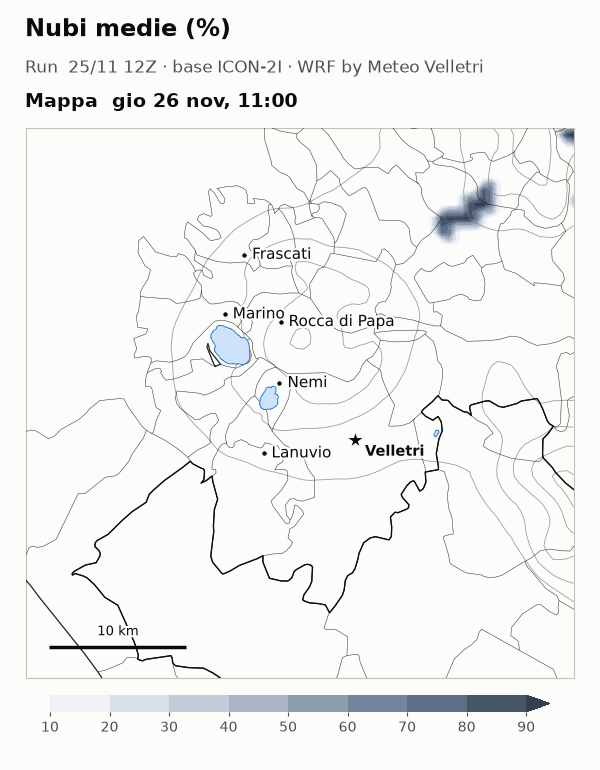 Nubi medie (%)
Run  25/11 12Z · base ICON-2I · WRF by Meteo Velletri
Mappa  gio 26 nov, 11:00
Frascati
Marino
Rocca di Papa
Nemi
Velletri
Lanuvio
10 km
10 20 30 40 50 60 70 80 90